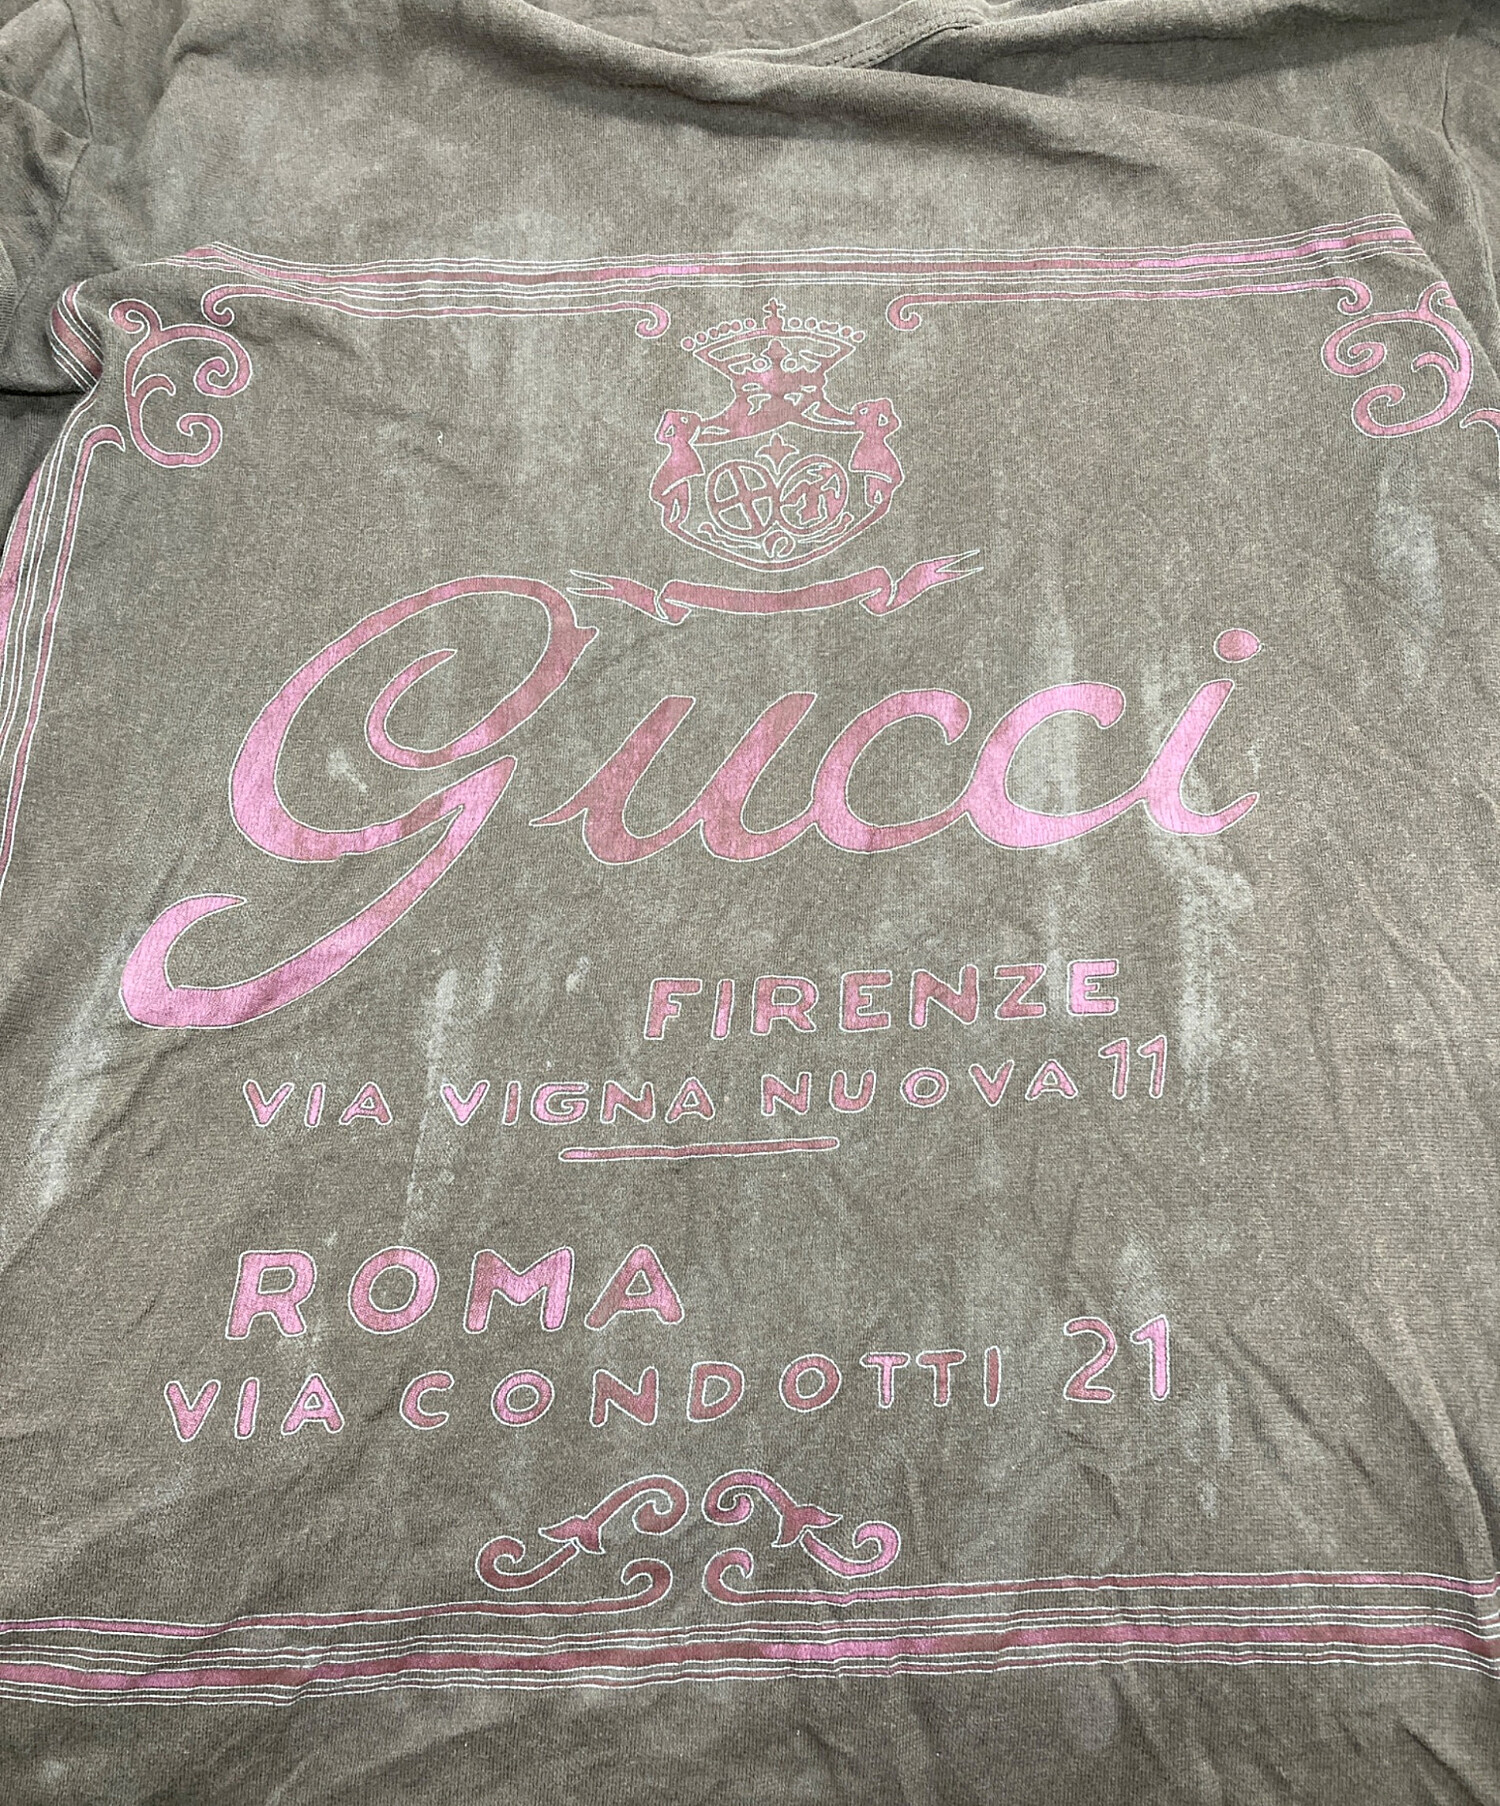 Gucci
FIRENZE
VIA VIGNA NUOVA 11
ROMA
VIA CONDOTTI 21